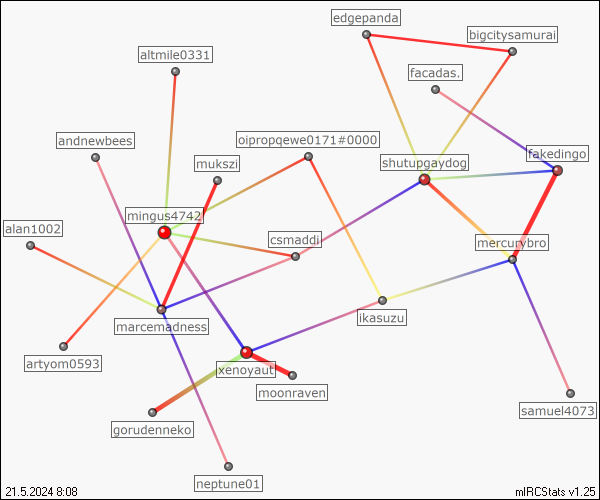 edgepanda
bigcitysamurai
altmile0331
facadas.
andnewbees
oipropqewe0171#0000
mukszi
shutupgaydog
fakedingo
mingus4742
alan1002
csmaddi
mercurybro
marcemadness
ikasuzu
artyom0593
xenoyaut
moonraven
samuel4073
gorudenneko
neptune01
21.5.2024 8:08
mIRCStats v1.25